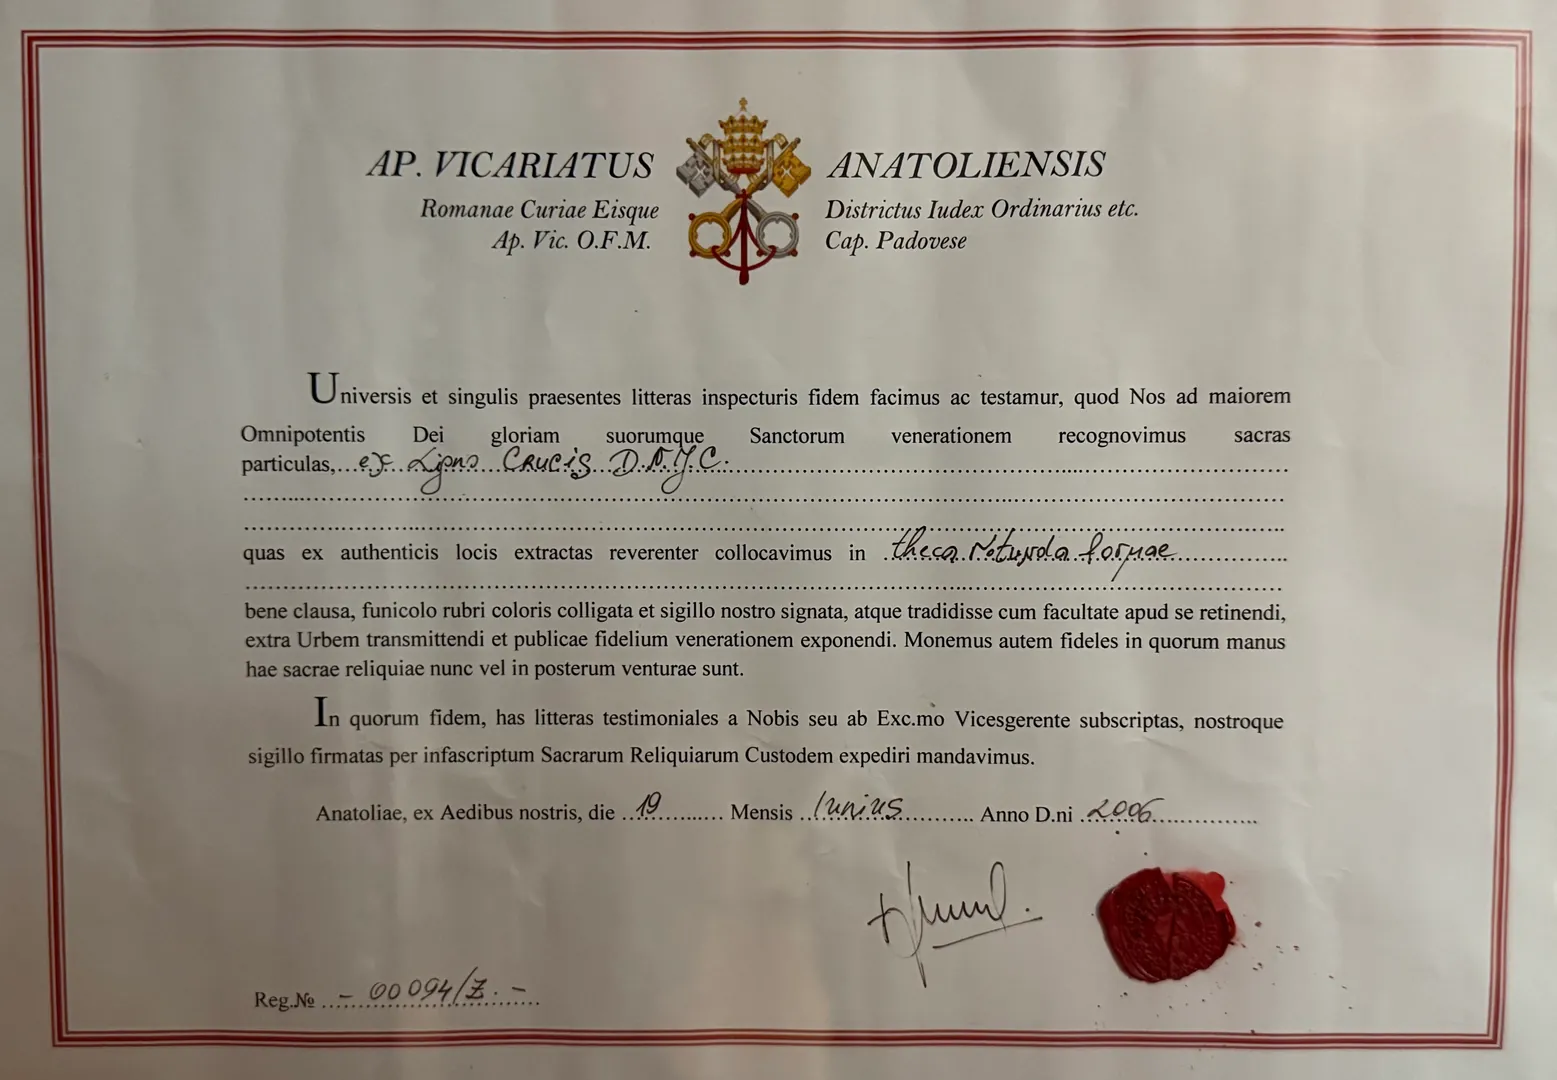 AP. VICARIATUS ANATOLIENSIS
Romanae Curiae Eisque Districtus Iudex Ordinarius etc.
Ap. Vic. O.F.M. Cap. Padovese
Universis et singulis praesentes litteras inspecturis fidem facimus ac testamur, quod Nos ad maiorem
Omnipotentis Dei gloriam suorumque Sanctorum venerationem recognovimus sacras
particulas,...ex Ligno Crucis D.N.J.C.
quas ex authenticis locis extractas reverenter collocavimus in theca rotunda formae
bene clausa, funicolo rubri coloris colligata et sigillo nostro signata, atque tradidisse cum facultate apud se retinendi,
extra Urbem transmittendi et publicae fidelium venerationem exponendi. Monemus autem fideles in quorum manus
hae sacrae reliquiae nunc vel in posterum venturae sunt.
In quorum fidem, has litteras testimoniales a Nobis seu ab Exc.mo Vicesgerente subscriptas, nostroque
sigillo firmatas per infascriptum Sacrarum Reliquiarum Custodem expediri mandavimus.
Anatoliae, ex Aedibus nostris, die 19 Mensis Iunius Anno D.ni 2006
Reg.№ - 00094/Z. -